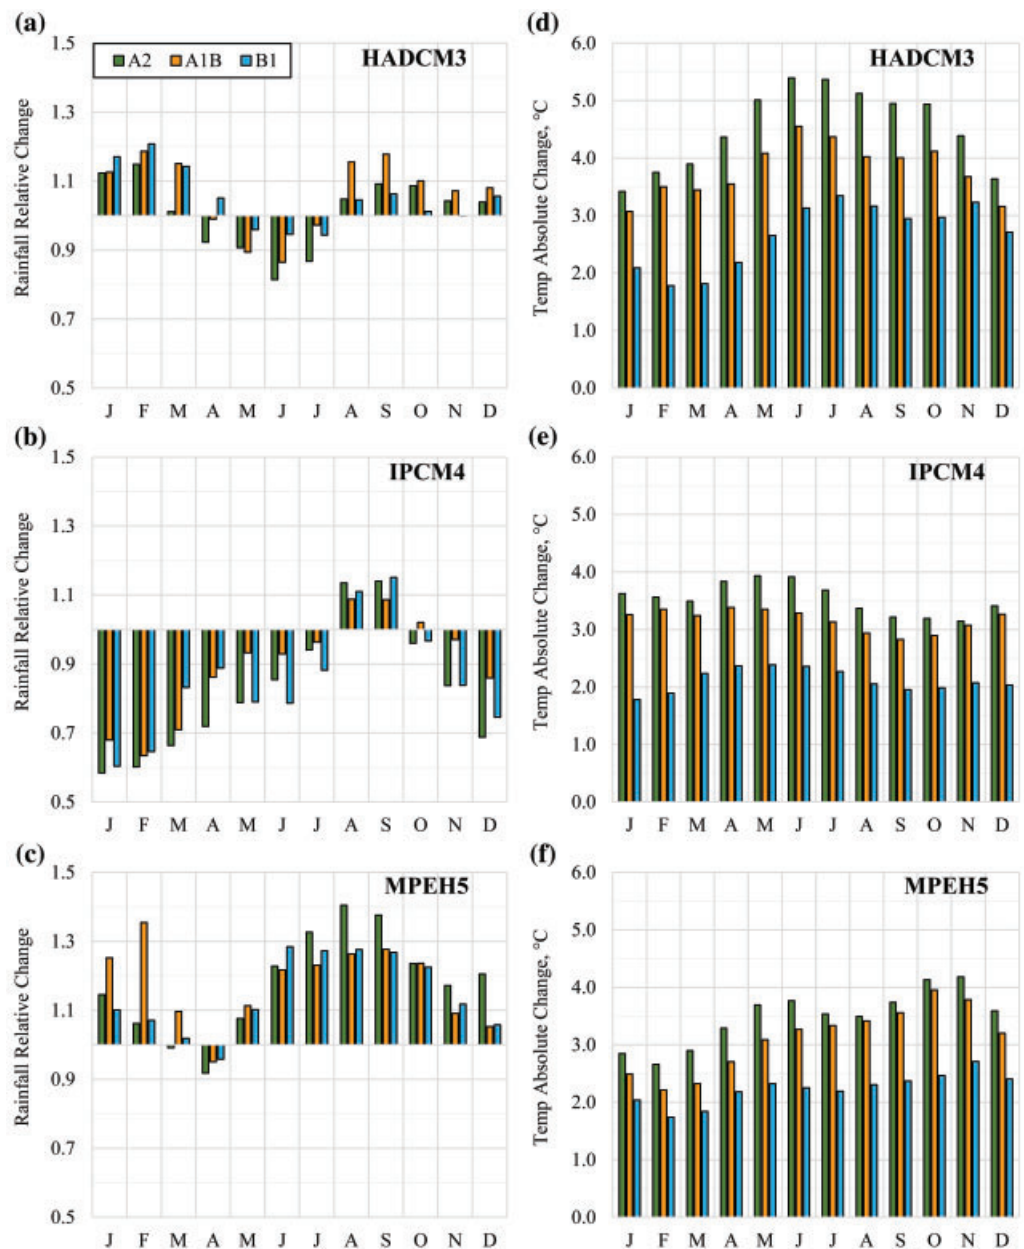 (a)
1.5
1.3
1.1
0.9
0.7
0.5
Rainfall Relative Change
A2 A1B B1
HADCM3
J F M A M J J A S O N D
(d)
6.0
5.0
4.0
3.0
2.0
1.0
0.0
Temp Absolute Change, °C
HADCM3
J F M A M J J A S O N D
(b)
1.5
1.3
1.1
0.9
0.7
0.5
Rainfall Relative Change
IPCM4
J F M A M J J A S O N D
(e)
6.0
5.0
4.0
3.0
2.0
1.0
0.0
Temp Absolute Change, °C
IPCM4
J F M A M J J A S O N D
(c)
1.5
1.3
1.1
0.9
0.7
0.5
Rainfall Relative Change
MPEH5
J F M A M J J A S O N D
(f)
6.0
5.0
4.0
3.0
2.0
1.0
0.0
Temp Absolute Change, °C
MPEH5
J F M A M J J A S O N D